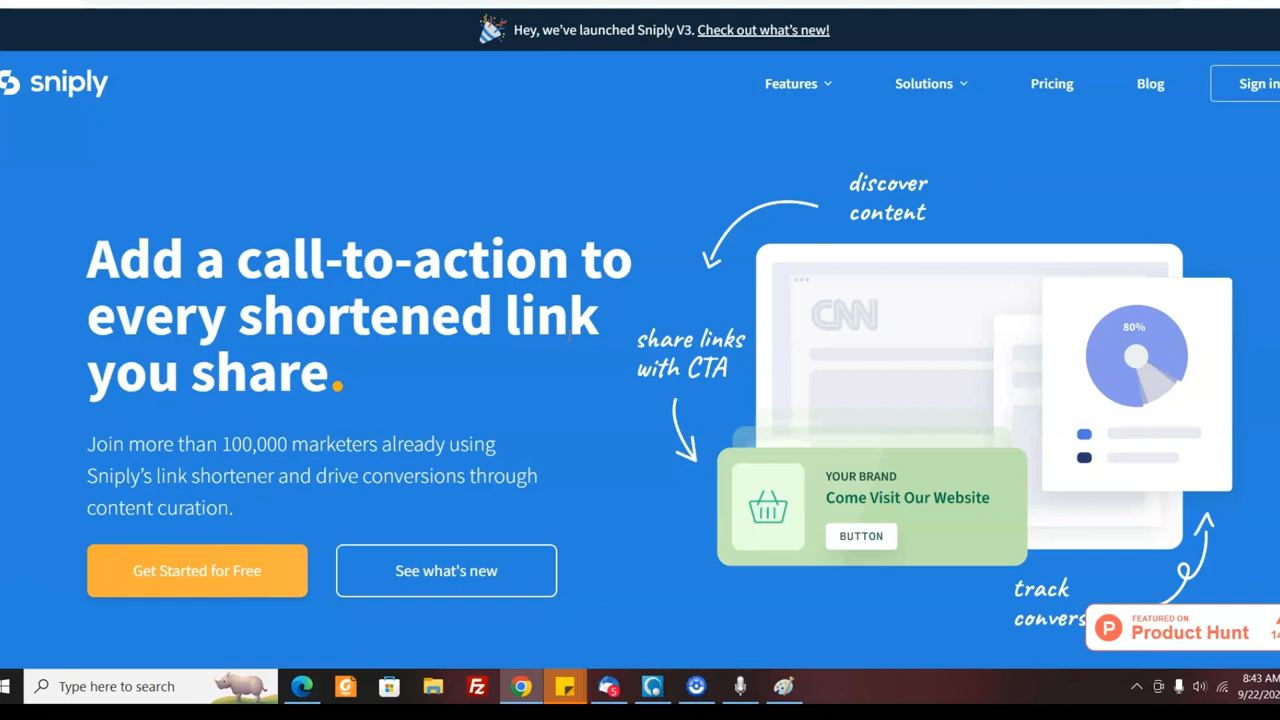 Hey, we've launched Sniply V3. Check out what's new!
sniply
Features
Solutions
Pricing
Blog
Sign in
discover
content
Add a call-to-action to
every shortened link
you share.
share links
with CTA
CNN
80%
Join more than 100,000 marketers already using
Sniply's link shortener and drive conversions through
content curation.
YOUR BRAND
Come Visit Our Website
BUTTON
Get Started for Free
See what's new
track
FEATURED ON
P
Product Hunt
Type here to search
Fz
S
8:43 AM